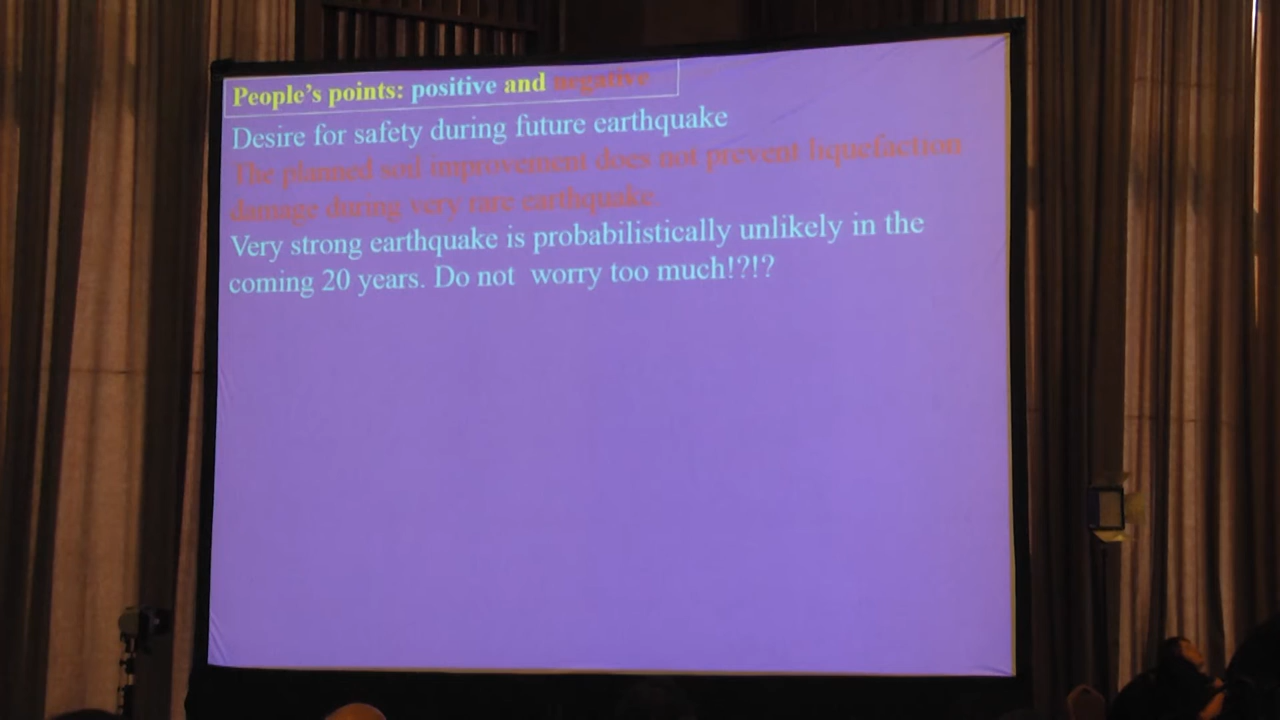 People's points: positive and negative
Desire for safety during future earthquake
The planned soil improvement does not prevent liquefaction
damage during very rare earthquake.
Very strong earthquake is probabilistically unlikely in the
coming 20 years. Do not worry too much!?!?